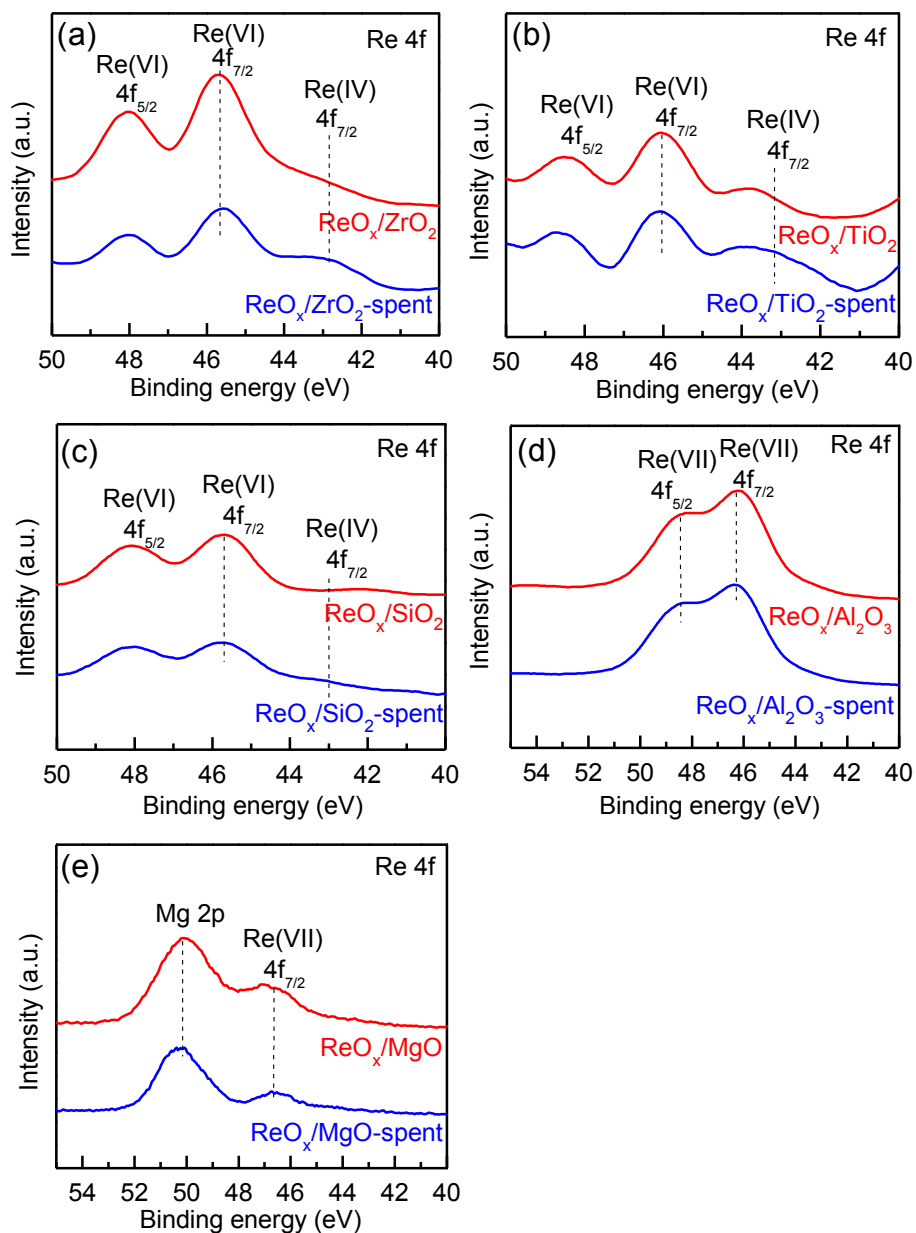 (a)
Re 4f
Re(VI)
4f5/2
Re(VI)
4f7/2
Re(IV)
4f7/2
ReOx/ZrO2
ReOx/ZrO2-spent
Intensity (a.u.)
50 48 46 44 42 40
Binding energy (eV)
(b)
Re 4f
Re(VI)
4f5/2
Re(VI)
4f7/2
Re(IV)
4f7/2
ReOx/TiO2
ReOx/TiO2-spent
Intensity (a.u.)
50 48 46 44 42 40
Binding energy (eV)
(c)
Re 4f
Re(VI)
4f5/2
Re(VI)
4f7/2
Re(IV)
4f7/2
ReOx/SiO2
ReOx/SiO2-spent
Intensity (a.u.)
50 48 46 44 42 40
Binding energy (eV)
(d)
Re 4f
Re(VII)
4f5/2
Re(VII)
4f7/2
ReOx/Al2O3
ReOx/Al2O3-spent
Intensity (a.u.)
54 52 50 48 46 44 42 40
Binding energy (eV)
(e)
Re 4f
Mg 2p
Re(VII)
4f7/2
ReOx/MgO
ReOx/MgO-spent
Intensity (a.u.)
54 52 50 48 46 44 42 40
Binding energy (eV)